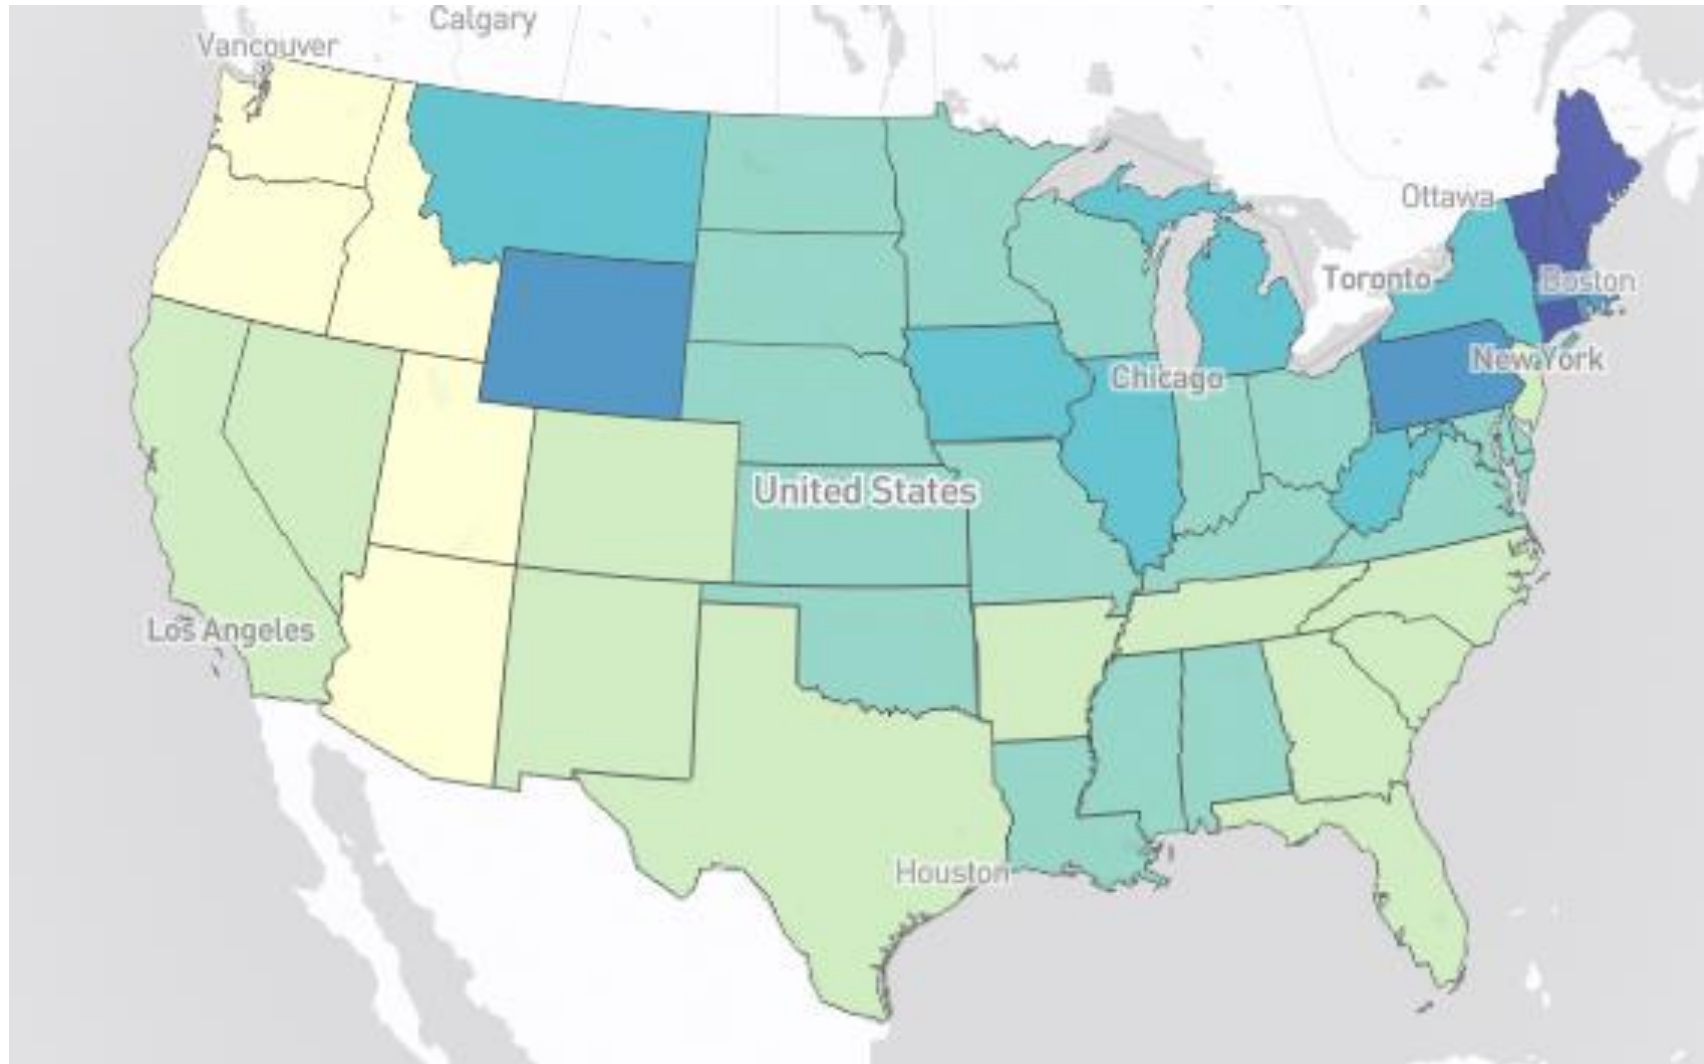 Calgary
Vancouver
Ottawa
Toronto
Boston
New York
Chicago
United States
Los Angeles
Houston